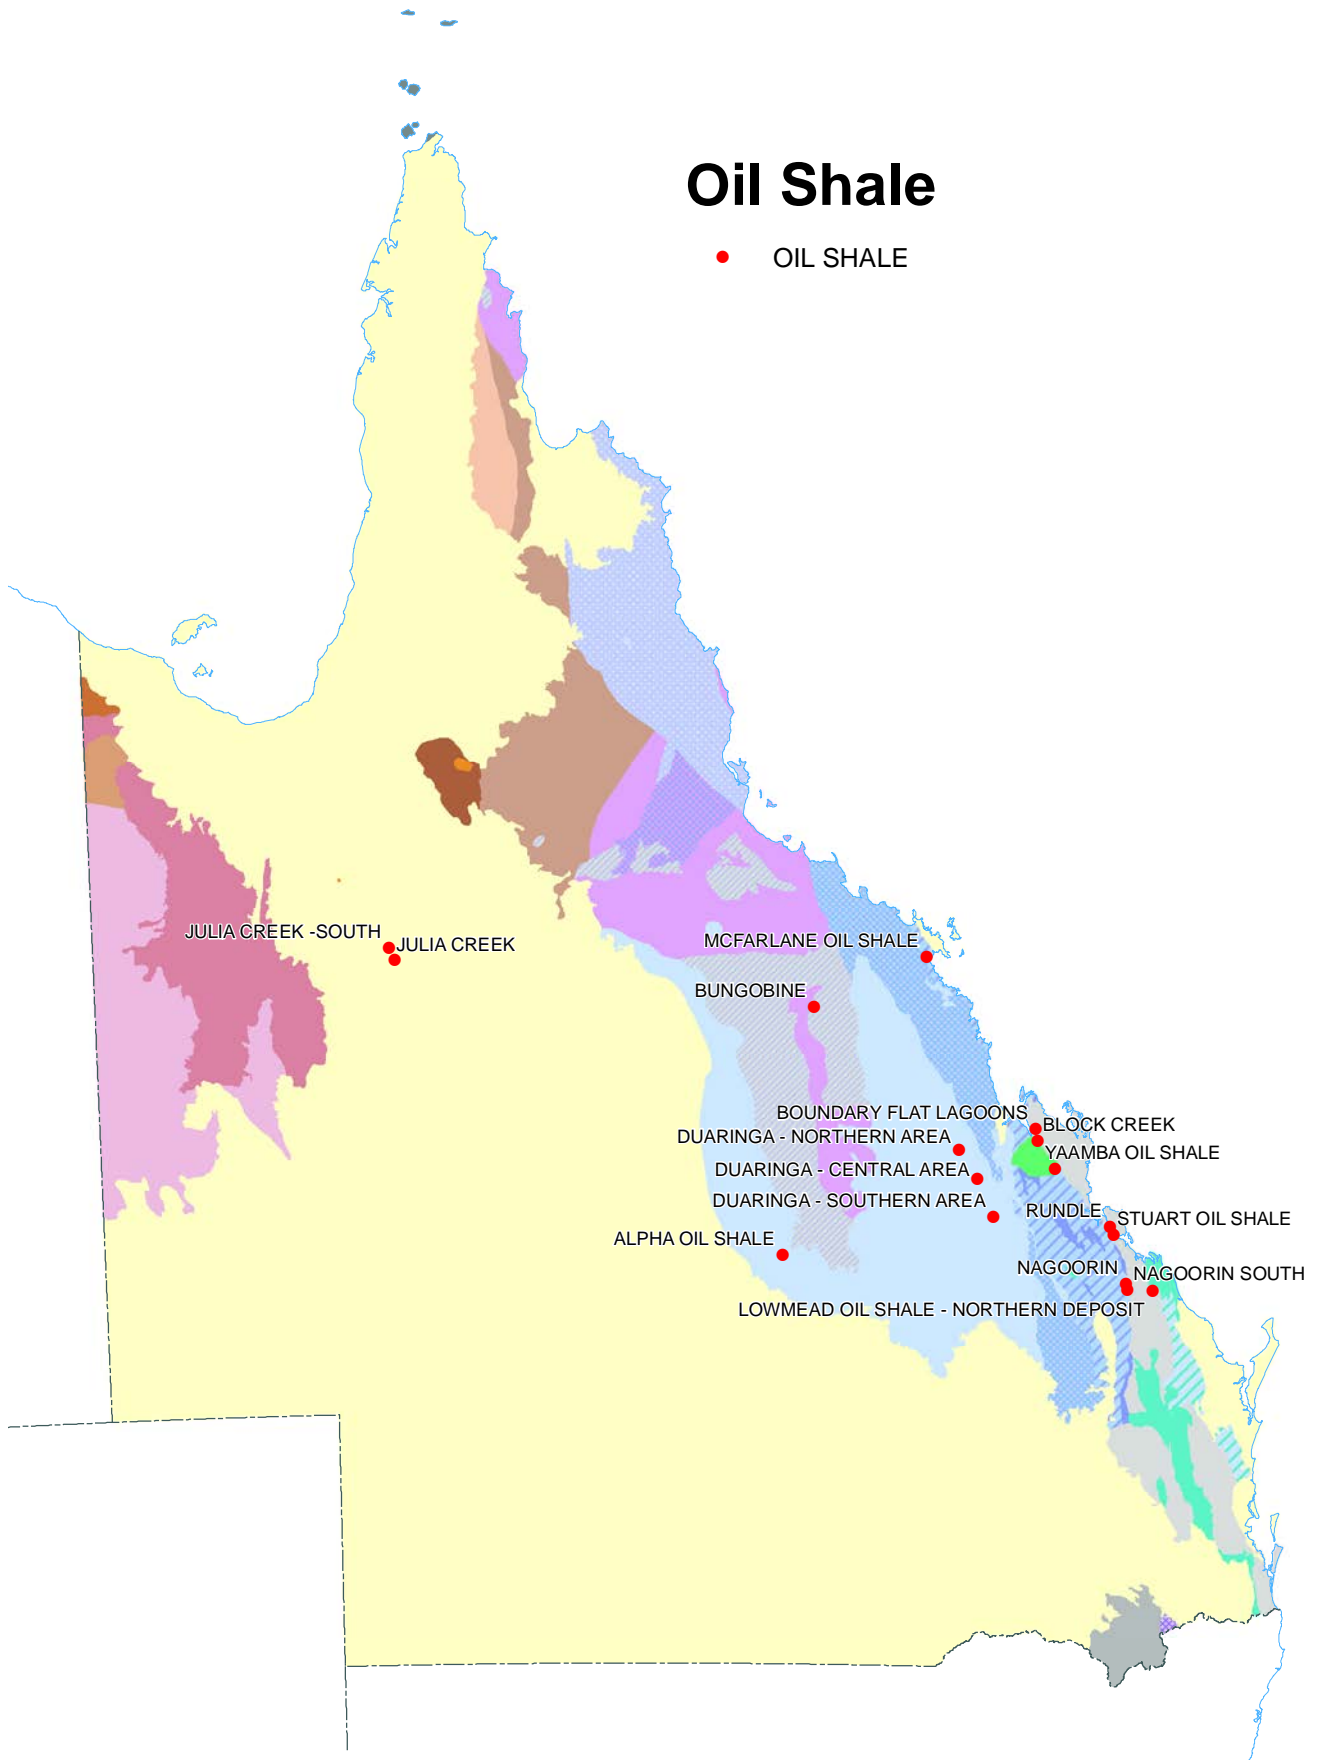 Oil Shale
OIL SHALE
JULIA CREEK -SOUTH
JULIA CREEK
MCFARLANE OIL SHALE
BUNGOBINE
BOUNDARY FLAT LAGOONS
BLOCK CREEK
DUARINGA - NORTHERN AREA
YAAMBA OIL SHALE
DUARINGA - CENTRAL AREA
DUARINGA - SOUTHERN AREA
RUNDLE
STUART OIL SHALE
ALPHA OIL SHALE
NAGOORIN
NAGOORIN SOUTH
LOWMEAD OIL SHALE - NORTHERN DEPOSIT